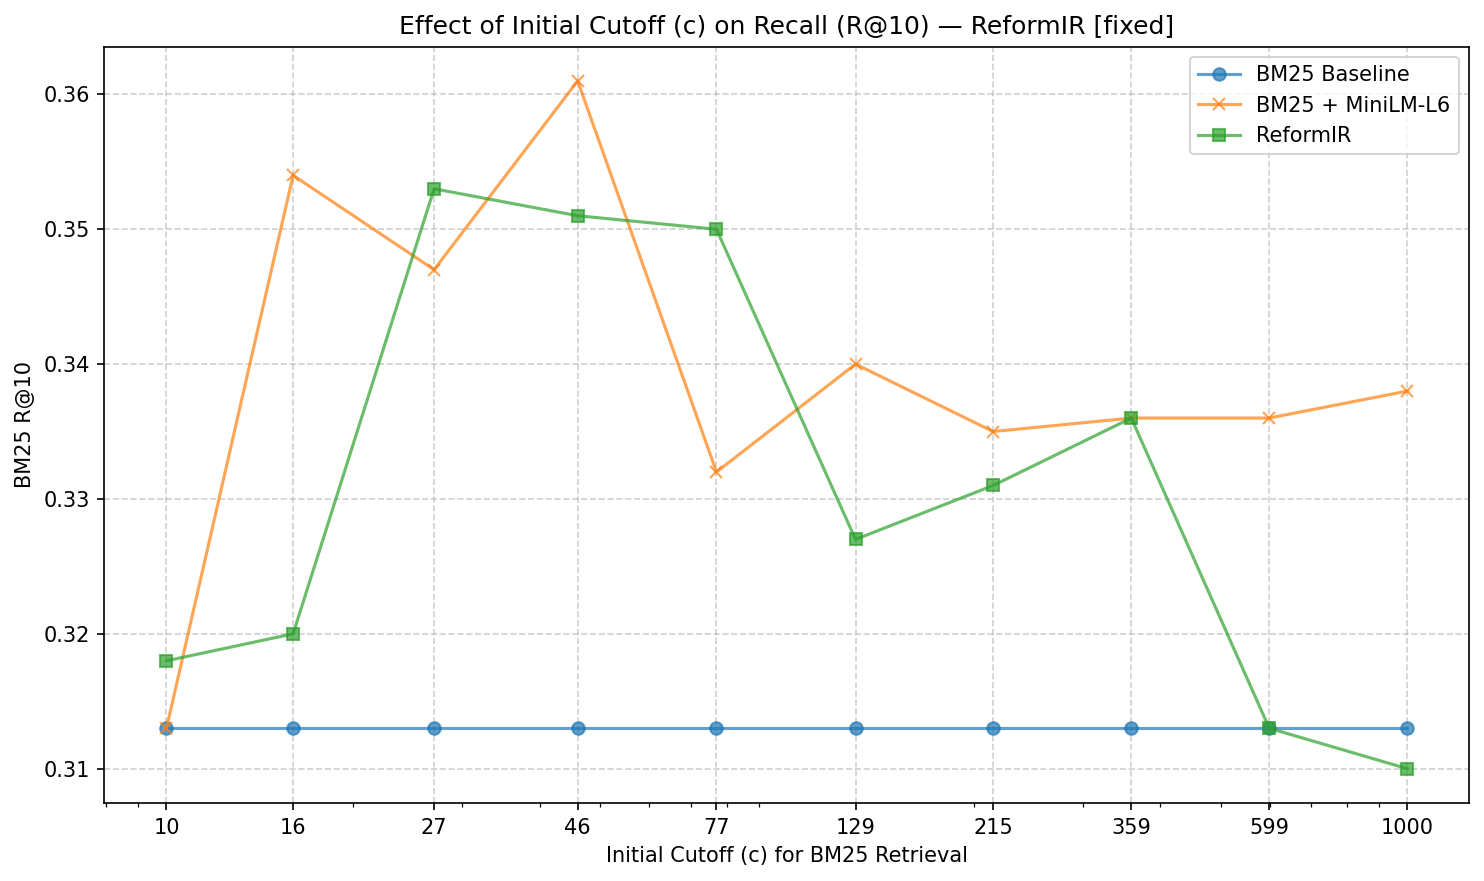 Effect of Initial Cutoff (c) on Recall (R@10) — ReformIR [fixed]
BM25 Baseline
BM25 + MiniLM-L6
ReformIR
BM25 R@10
0.36
0.35
0.34
0.33
0.32
0.31
10 16 27 46 77 129 215 359 599 1000
Initial Cutoff (c) for BM25 Retrieval